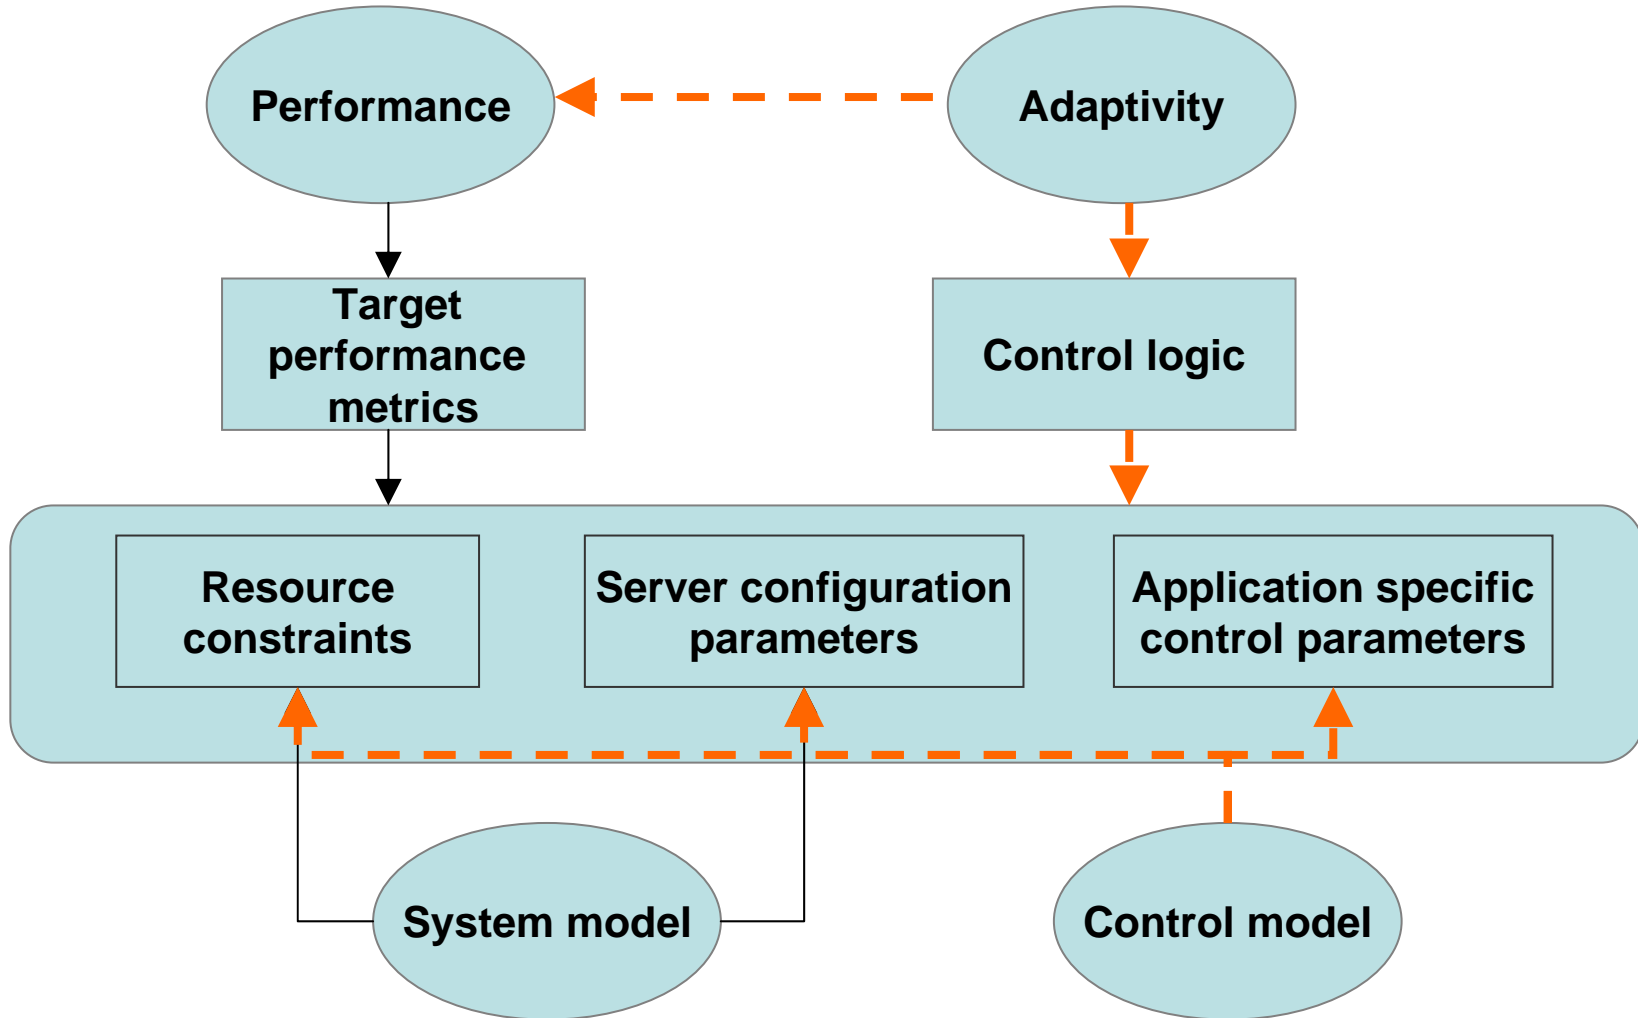 Performance
Adaptivity
Target
performance
metrics
Control logic
Resource
constraints
Server configuration
parameters
Application specific
control parameters
System model
Control model